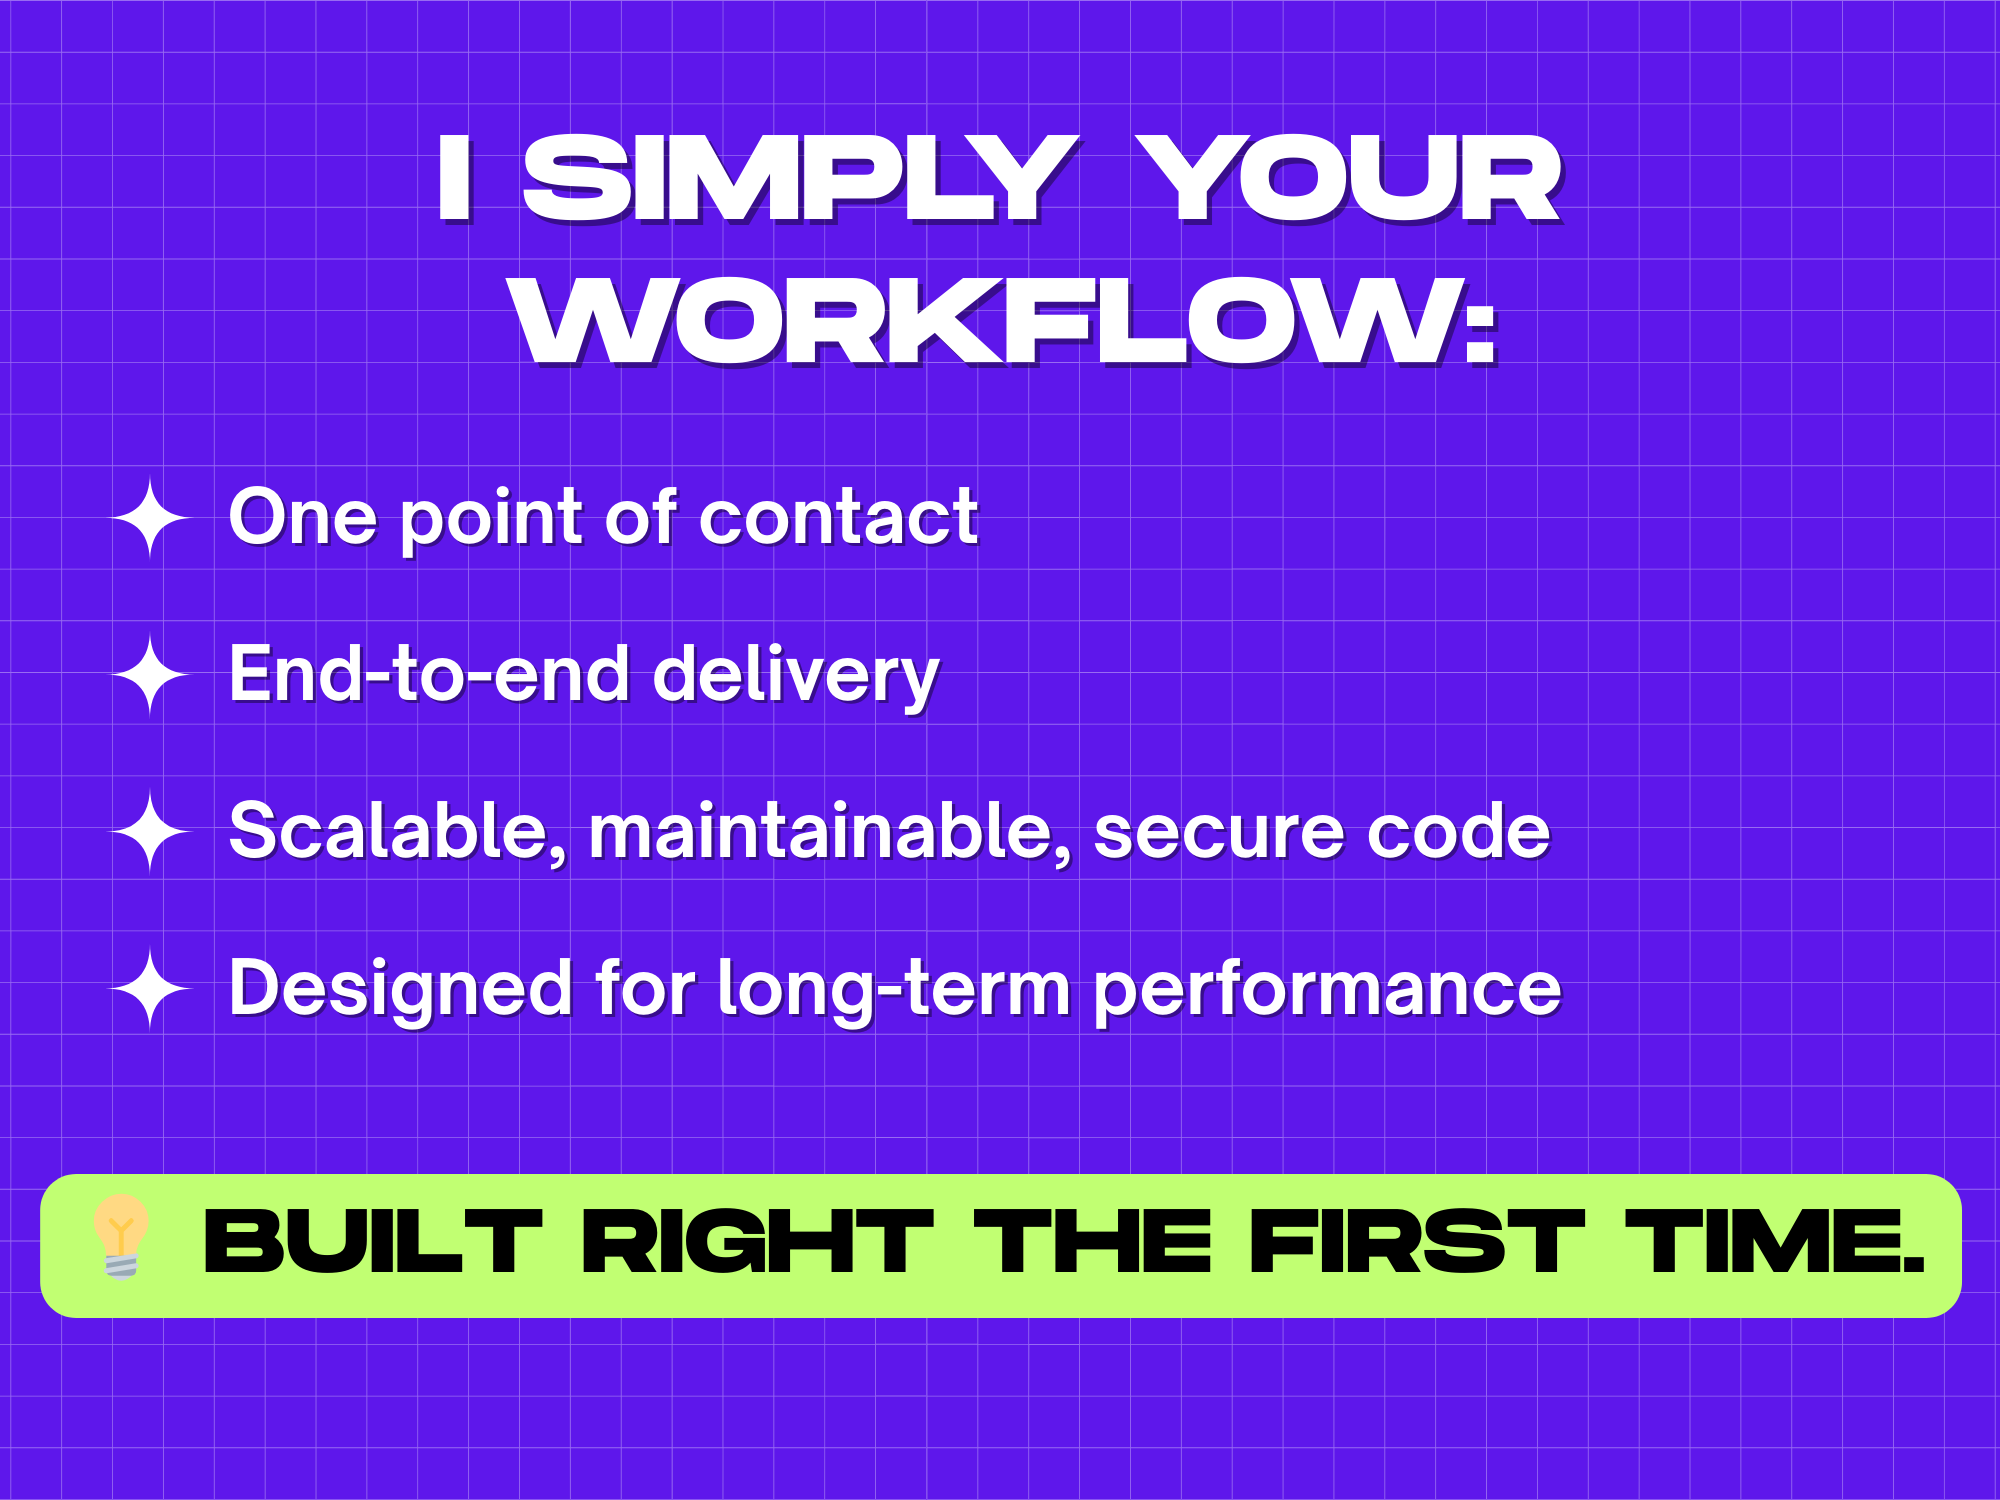 I SIMPLY YOUR
WORKFLOW:
One point of contact
End-to-end delivery
Scalable, maintainable, secure code
Designed for long-term performance
BUILT RIGHT THE FIRST TIME.